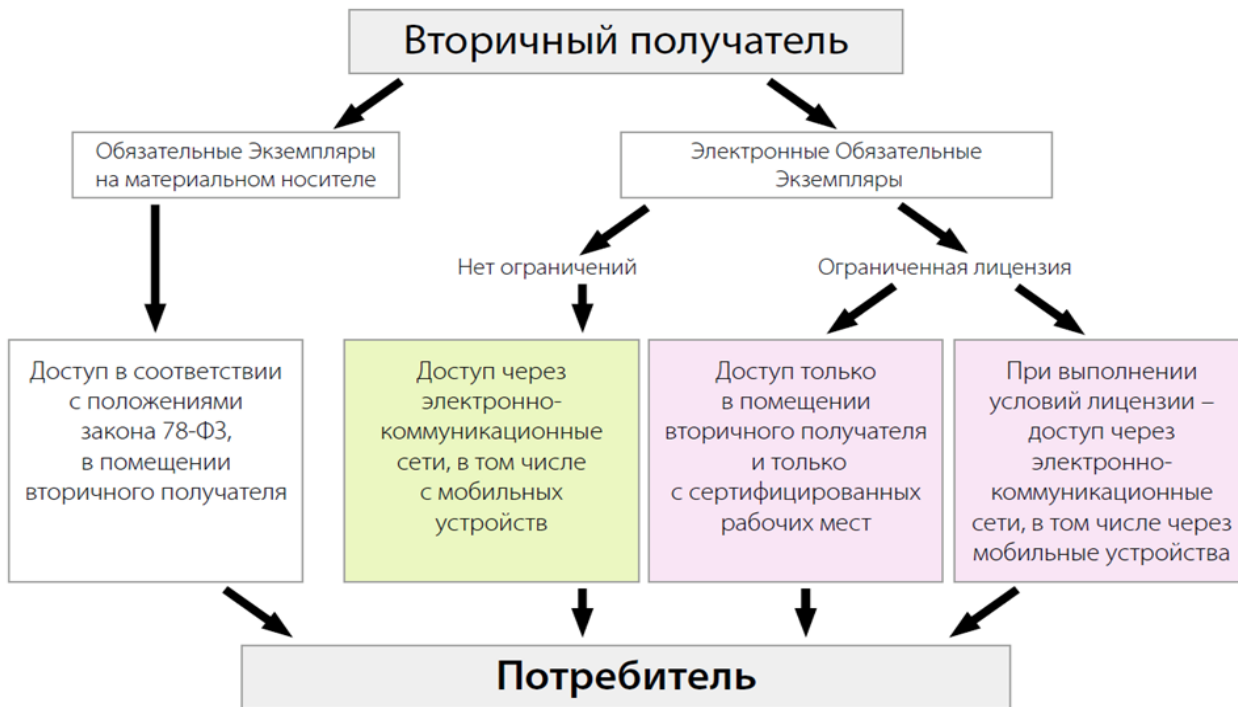 Вторичный получатель
Обязательные Экземпляры
на материальном носителе
Электронные Обязательные
Экземпляры
Нет ограничений
Ограниченная лицензия
Доступ в соответствии
с положениями
закона 78-ФЗ,
в помещении
вторичного получателя
Доступ через
электронно-
коммуникационные
сети, в том числе
с мобильных
устройств
Доступ только
в помещении
вторичного получателя
и только
с сертифицированных
рабочих мест
При выполнении
условий лицензии –
доступ через
электронно-
коммуникационные
сети, в том числе через
мобильные устройства
Потребитель